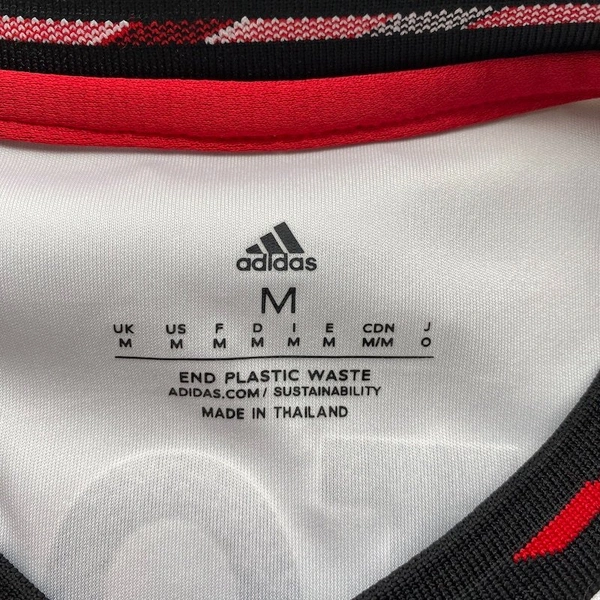 adidas
M
UK US F D I E CDN J
M M M M M M M/M O
END PLASTIC WASTE
ADIDAS.COM/ SUSTAINABILITY
MADE IN THAILAND